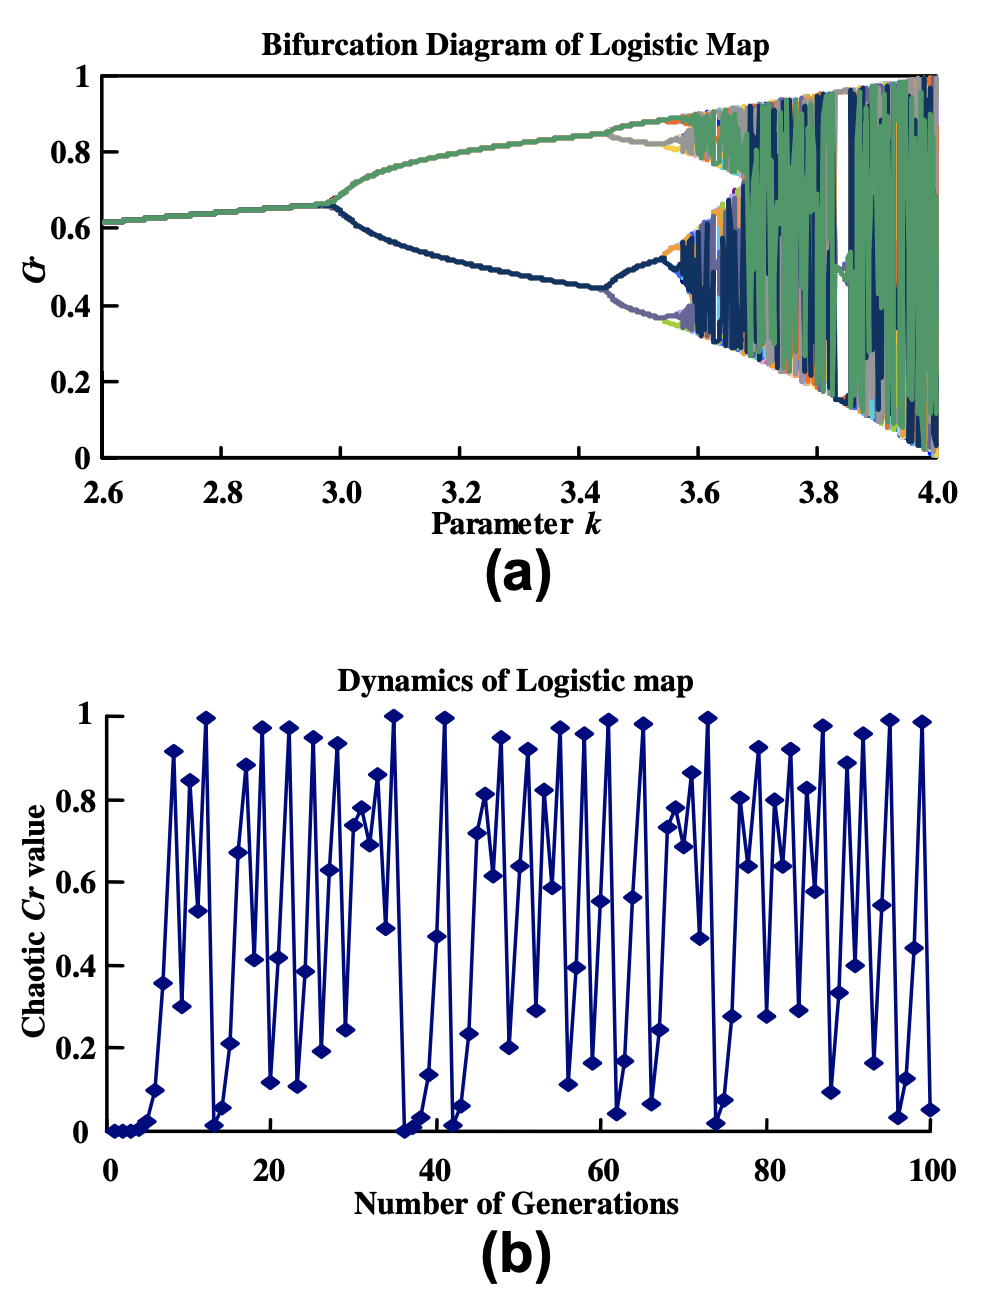 Bifurcation Diagram of Logistic Map
1
0.8
0.6
0.4
0.2
0
Cr
2.6 2.8 3.0 3.2 3.4 3.6 3.8 4.0
Parameter k
(a)
Dynamics of Logistic map
1
0.8
0.6
0.4
0.2
0
Chaotic Cr value
0 20 40 60 80 100
Number of Generations
(b)